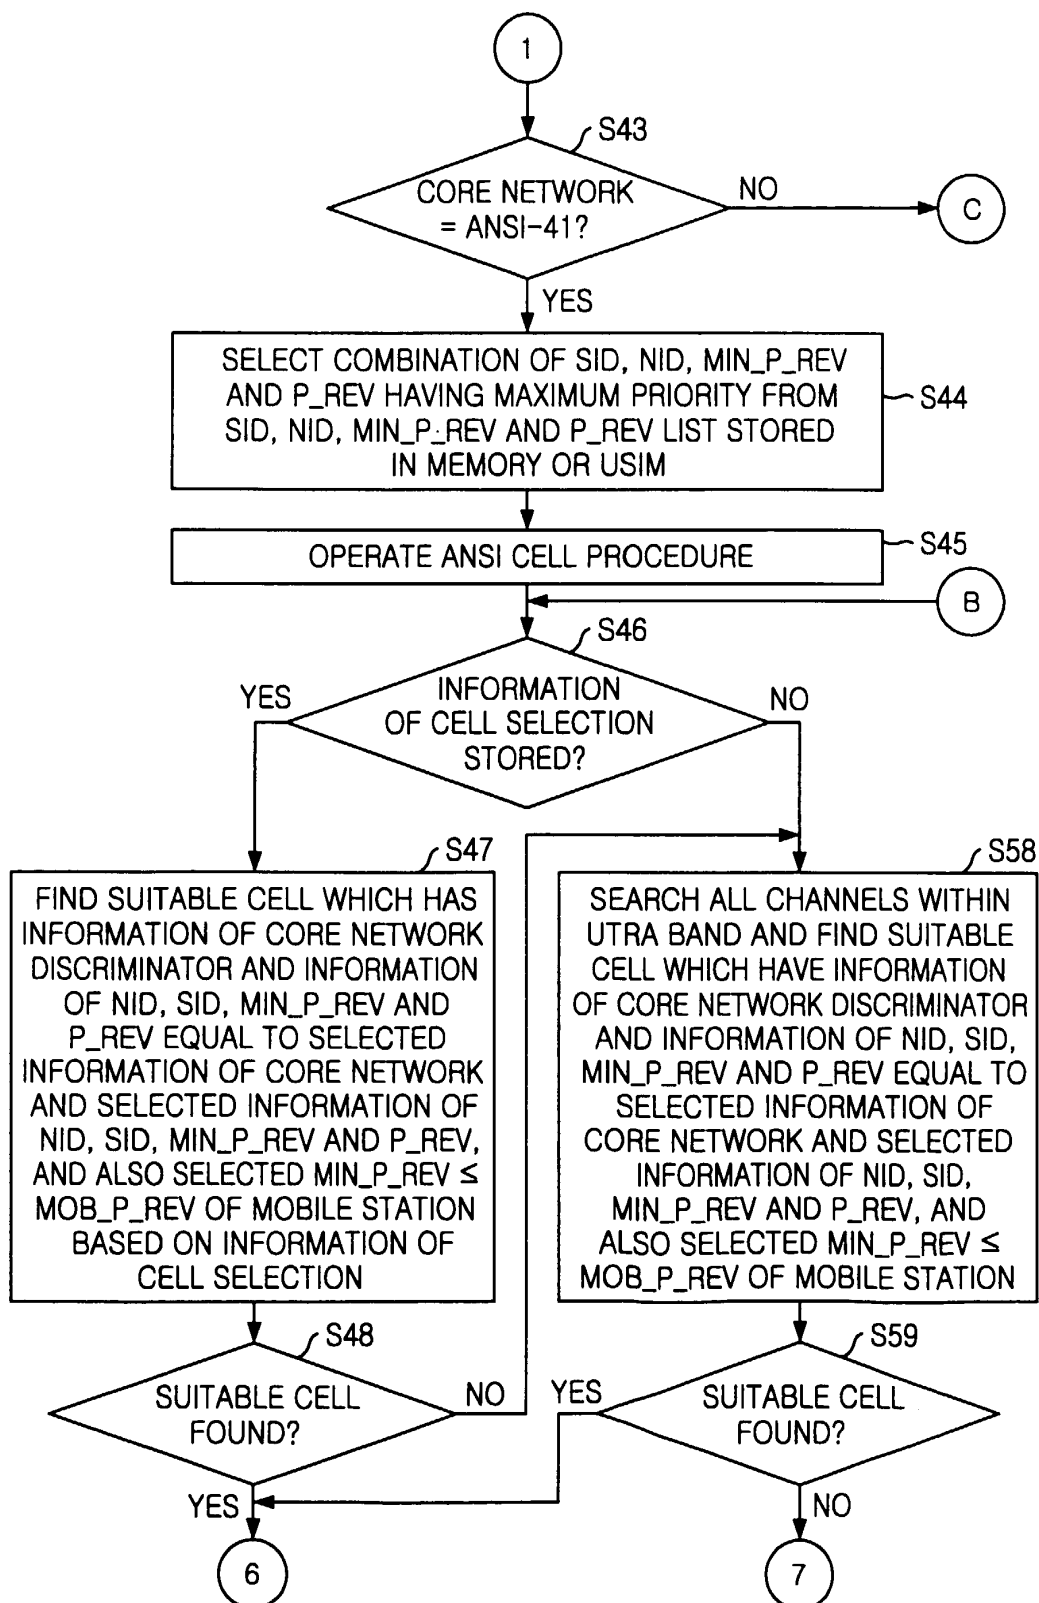 1
S43
CORE NETWORK
= ANSI-41?
NO
C
YES
SELECT COMBINATION OF SID, NID, MIN_P_REV
AND P_REV HAVING MAXIMUM PRIORITY FROM
SID, NID, MIN_P_REV AND P_REV LIST STORED
IN MEMORY OR USIM
S44
OPERATE ANSI CELL PROCEDURE
S45
B
S46
INFORMATION
OF CELL SELECTION
STORED?
YES
NO
S47
FIND SUITABLE CELL WHICH HAS
INFORMATION OF CORE NETWORK
DISCRIMINATOR AND INFORMATION
OF NID, SID, MIN_P_REV AND
P_REV EQUAL TO SELECTED
INFORMATION OF CORE NETWORK
AND SELECTED INFORMATION OF
NID, SID, MIN_P_REV AND P_REV,
AND ALSO SELECTED MIN_P_REV ≤
MOB_P_REV OF MOBILE STATION
BASED ON INFORMATION OF
CELL SELECTION
S58
SEARCH ALL CHANNELS WITHIN
UTRA BAND AND FIND SUITABLE
CELL WHICH HAVE INFORMATION
OF CORE NETWORK DISCRIMINATOR
AND INFORMATION OF NID, SID,
MIN_P_REV AND P_REV EQUAL TO
SELECTED INFORMATION OF
CORE NETWORK AND SELECTED
INFORMATION OF NID, SID,
MIN_P_REV AND P_REV, AND
ALSO SELECTED MIN_P_REV ≤
MOB_P_REV OF MOBILE STATION
S48
SUITABLE CELL
FOUND?
NO
YES
6
S59
SUITABLE CELL
FOUND?
YES
NO
7